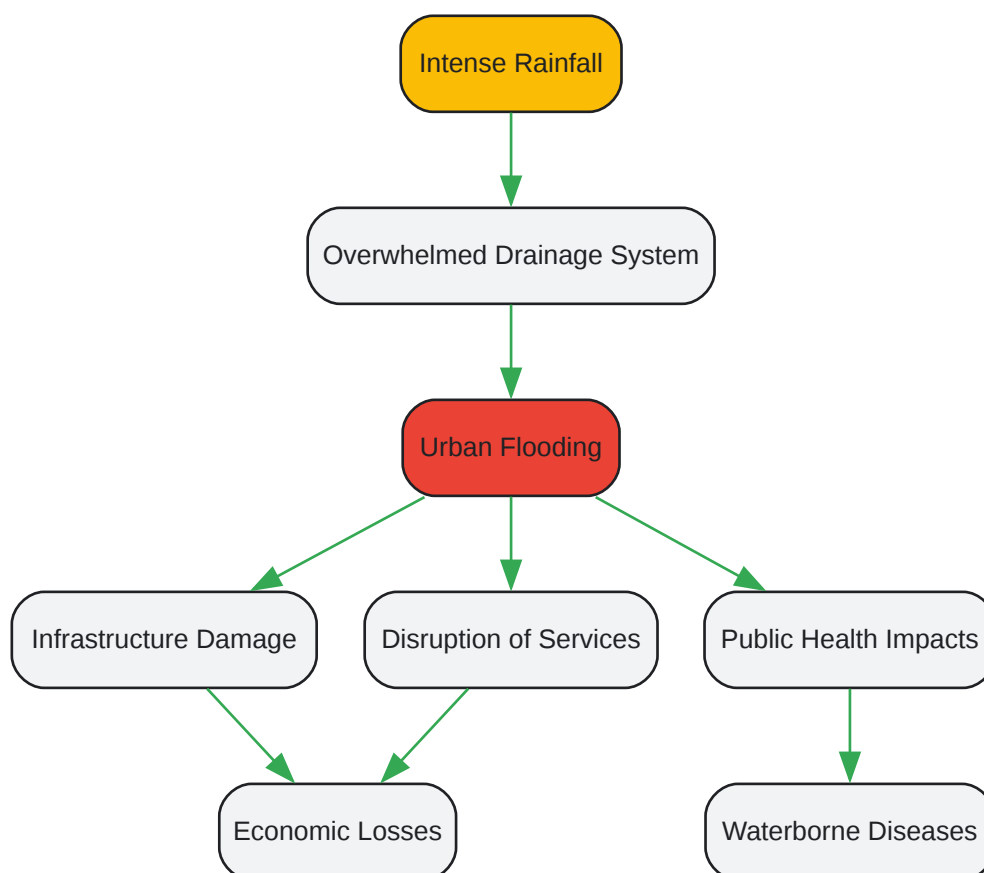 Intense Rainfall
Overwhelmed Drainage System
Urban Flooding
Infrastructure Damage
Disruption of Services
Public Health Impacts
Economic Losses
Waterborne Diseases